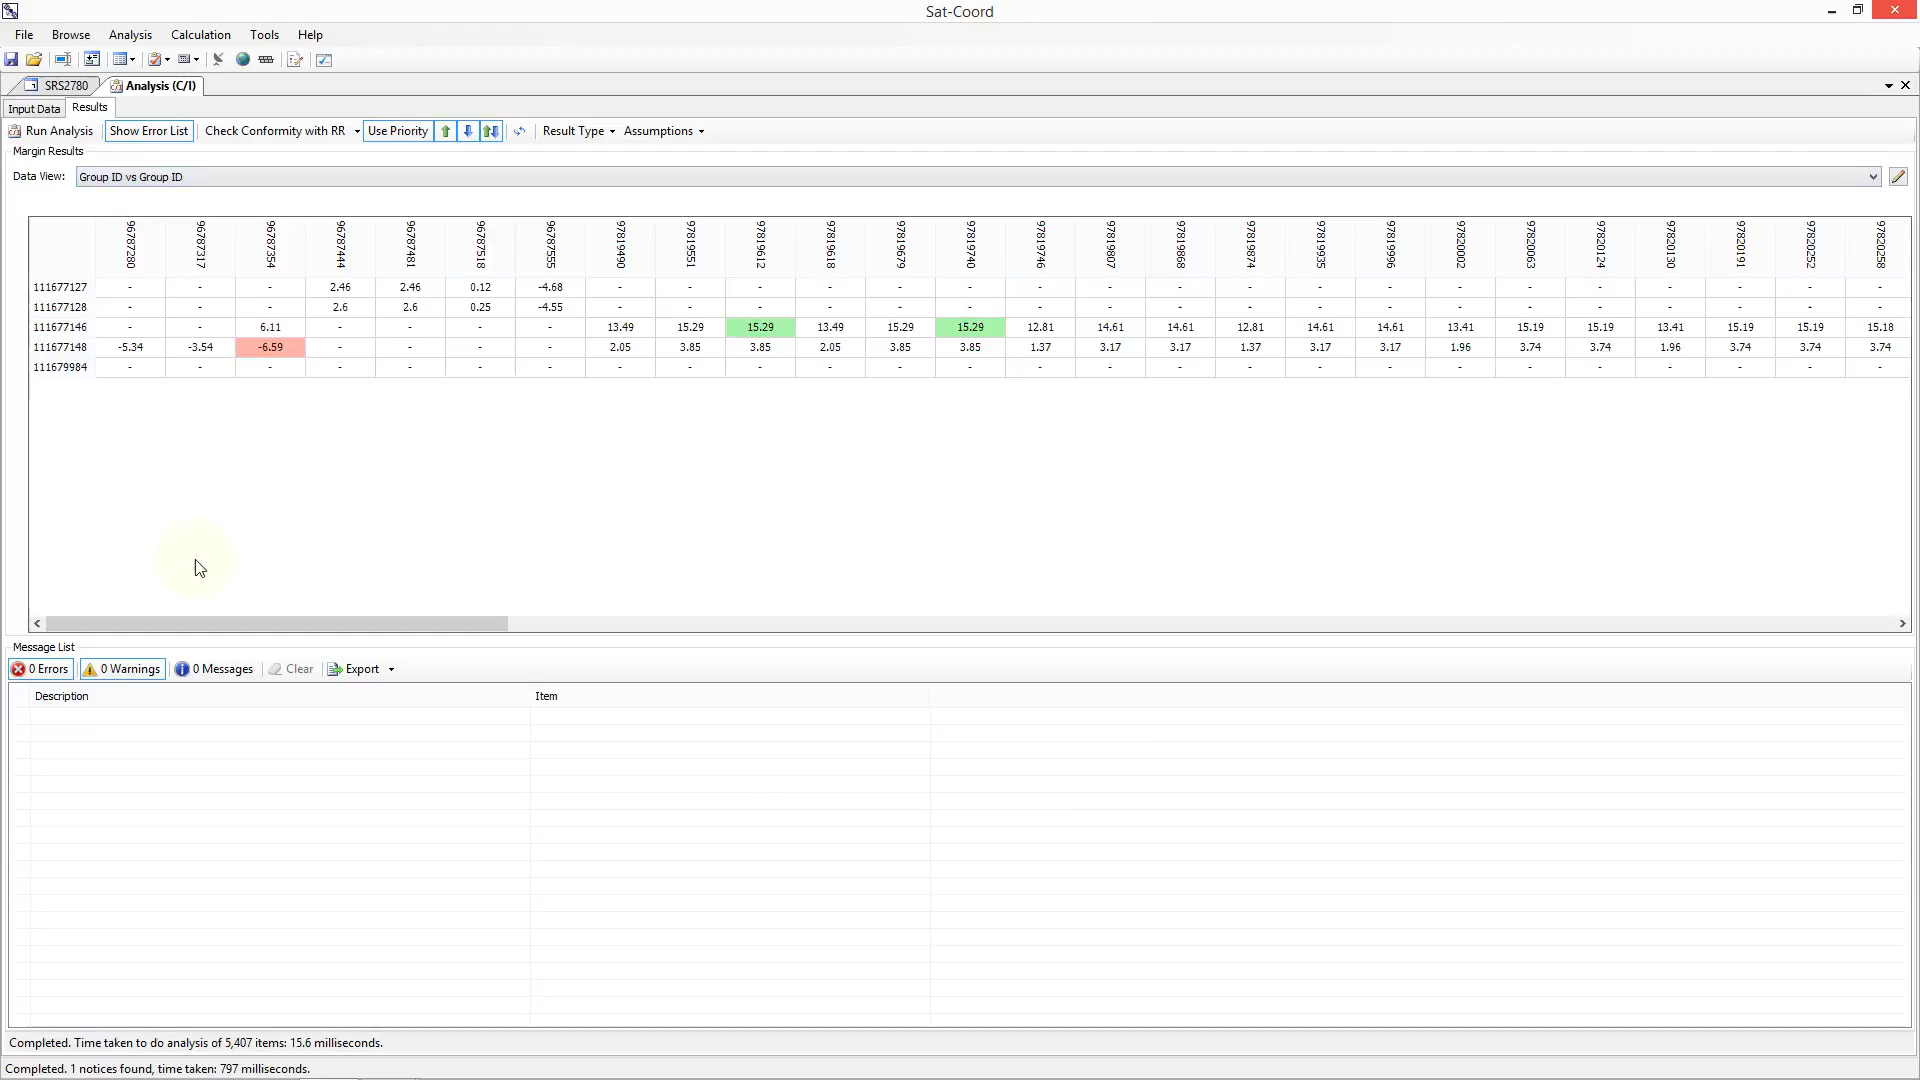 Sat-Coord
File Browse Analysis Calculation Tools Help
SRS2780 Analysis (C/I)
Input Data Results
Run Analysis Show Error List Check Conformity with RR Use Priority Result Type Assumptions
Margin Results
Data View: Group ID vs Group ID
96787280 96787317 96787354 96787444 96787481 96787518 96787555 97819490 97819551 97819612 97819618 97819679 97819740 97819746 97819807 97819868 97819874 97819935 97819996 97820002 97820063 97820124 97820130 97820191 97820252 97820258
111677127 - - - 2.46 2.46 0.12 -4.68 - - - - - - - - - - - - - - - - - - -
111677128 - - - 2.6 2.6 0.25 -4.55 - - - - - - - - - - - - - - - - - - -
111677146 - - 6.11 - - - - 13.49 15.29 15.29 13.49 15.29 15.29 12.81 14.61 14.61 12.81 14.61 14.61 13.41 15.19 15.19 13.41 15.19 15.19 15.18
111677148 -5.34 -3.54 -6.59 - - - - 2.05 3.85 3.85 2.05 3.85 3.85 1.37 3.17 3.17 1.37 3.17 3.17 1.96 3.74 3.74 1.96 3.74 3.74 3.74
111679984 - - - - - - - - - - - - - - - - - - - - - - - - - -
Message List
0 Errors 0 Warnings 0 Messages Clear Export
Description Item
Completed. Time taken to do analysis of 5,407 items: 15.6 milliseconds.
Completed. 1 notices found, time taken: 797 milliseconds.